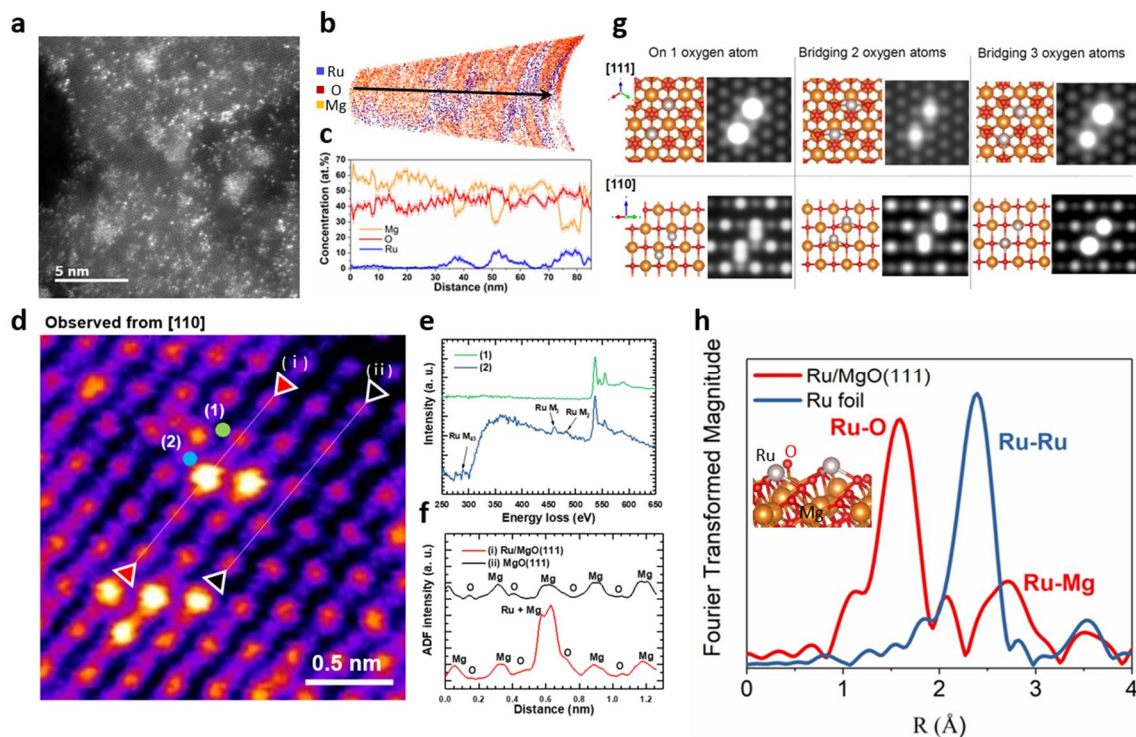 a
5 nm
b
Ru
O
Mg
c
Concentration (at.%)
70
60
50
40
30
20
10
0
Mg
O
Ru
0 10 20 30 40 50 60 70 80
Distance (nm)
d Observed from [110]
(i)
(ii)
(1)
(2)
0.5 nm
e
Intensity (a. u.)
(1)
(2)
Ru M43
Ru M3
Ru M2
250 300 350 400 450 500 550 600 650
Energy loss (eV)
f
ADF intensity (a. u.)
(i) Ru/MgO(111)
(ii) MgO(111)
Mg O Mg O Mg O Mg O Mg
Ru + Mg
Mg O Mg O O Mg O Mg
0.0 0.2 0.4 0.6 0.8 1.0 1.2
Distance (nm)
g
On 1 oxygen atom Bridging 2 oxygen atoms Bridging 3 oxygen atoms
[111]
[110]
h
Fourier Transformed Magnitude
Ru/MgO(111)
Ru foil
Ru-O
Ru-Ru
Ru-Mg
Ru
O
Mg
0 1 2 3 4
R (Å)